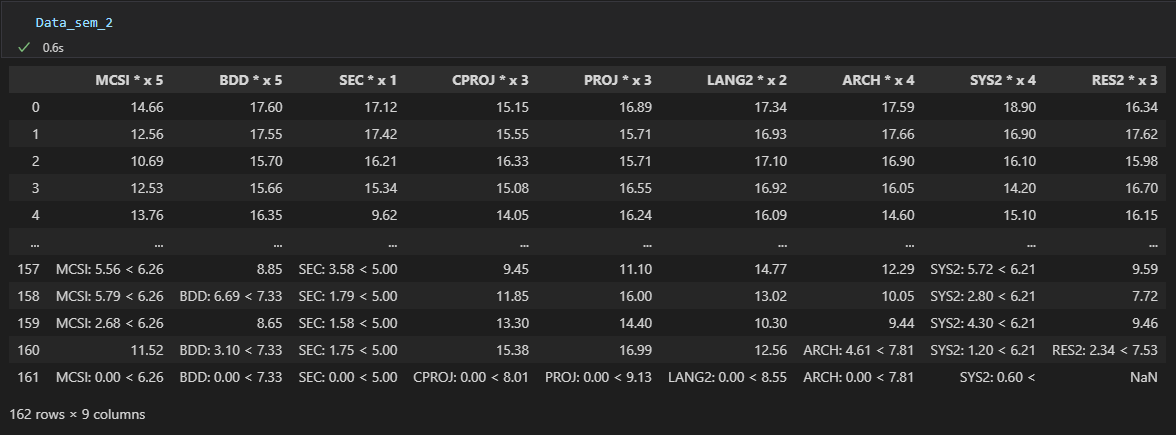 Data_sem_2
0.6s
MCSI * x 5 BDD * x 5 SEC * x 1 CPROJ * x 3 PROJ * x 3 LANG2 * x 2 ARCH * x 4 SYS2 * x 4 RES2 * x 3
0 14.66 17.60 17.12 15.15 16.89 17.34 17.59 18.90 16.34
1 12.56 17.55 17.42 15.55 15.71 16.93 17.66 16.90 17.62
2 10.69 15.70 16.21 16.33 15.71 17.10 16.90 16.10 15.98
3 12.53 15.66 15.34 15.08 16.55 16.92 16.05 14.20 16.70
4 13.76 16.35 9.62 14.05 16.24 16.09 14.60 15.10 16.15
... ... ... ... ... ... ... ... ... ...
157 MCSI: 5.56 < 6.26 8.85 SEC: 3.58 < 5.00 9.45 11.10 14.77 12.29 SYS2: 5.72 < 6.21 9.59
158 MCSI: 5.79 < 6.26 BDD: 6.69 < 7.33 SEC: 1.79 < 5.00 11.85 16.00 13.02 10.05 SYS2: 2.80 < 6.21 7.72
159 MCSI: 2.68 < 6.26 8.65 SEC: 1.58 < 5.00 13.30 14.40 10.30 9.44 SYS2: 4.30 < 6.21 9.46
160 11.52 BDD: 3.10 < 7.33 SEC: 1.75 < 5.00 15.38 16.99 12.56 ARCH: 4.61 < 7.81 SYS2: 1.20 < 6.21 RES2: 2.34 < 7.53
161 MCSI: 0.00 < 6.26 BDD: 0.00 < 7.33 SEC: 0.00 < 5.00 CPROJ: 0.00 < 8.01 PROJ: 0.00 < 9.13 LANG2: 0.00 < 8.55 ARCH: 0.00 < 7.81 SYS2: 0.60 < NaN
162 rows × 9 columns